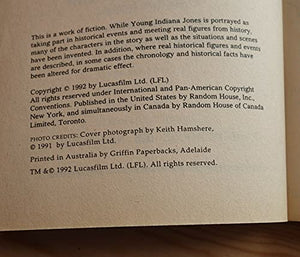 This is a work of fiction. While Young Indiana Jones is portrayed as
taking part in historical events and meeting real figures from history,
many of the characters in the story as well as the situations and scenes
have been invented. In addition, where real historical figures and events
are described, in some cases the chronology and historical facts have
been altered for dramatic effect.
Copyright © 1992 by Lucasfilm Ltd. (LFL)
All rights reserved under International and Pan-American Copyright
Conventions. Published in the United States by Random House, Inc.,
New York, and simultaneously in Canada by Random House of Canada
Limited, Toronto.
PHOTO CREDITS: Cover photograph by Keith Hamshere,
© 1991 by Lucasfilm Ltd.
Printed in Australia by Griffin Paperbacks, Adelaide
TM & © 1992 Lucasfilm Ltd. (LFL). All rights reserved.